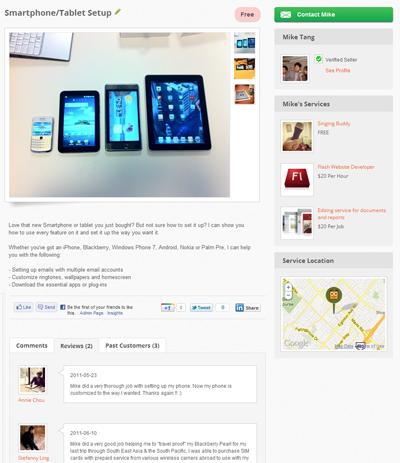 Smartphone/Tablet Setup
Free
Love that new Smartphone or tablet you just bought? But not sure how to set it up? I can show you
how to use every feature on it and set it up the way you want it.
Whether you've got an iPhone, Blackberry, Windows Phone 7, Android, Nokia or Palm Pre, I can help
you with the following:
- Setting up emails with multiple email accounts
- Customize ringtones, wallpapers and homescreen
- Download the essential apps or plug-ins
Like
Send
Be the first of your friends to like
this. Admin Page · Insights
+1
0
Tweet
0
in Share
Comments
Reviews (2)
Past Customers (3)
Annie Chou
2011-05-23
Mike did a very thorough job with setting up my phone. Now my phone is
customized to the way I wanted. Thanks again !! :)
Stefanny Ling
2011-06-10
Mike did a very good job helping me to "travel proof" my BlackBerry Pearl for my
last trip through South East Asia & the South Pacific. I was able to purchase SIM
cards with prepaid service from various wireless carriers abroad to use with my
Contact Mike
Mike Tang
Verified Seller
See Profile
Mike's Services
Singing Buddy
FREE
Flash Website Developer
$20 Per Hour
Editing service for documents
and reports
$20 Per Job
Service Location
Google